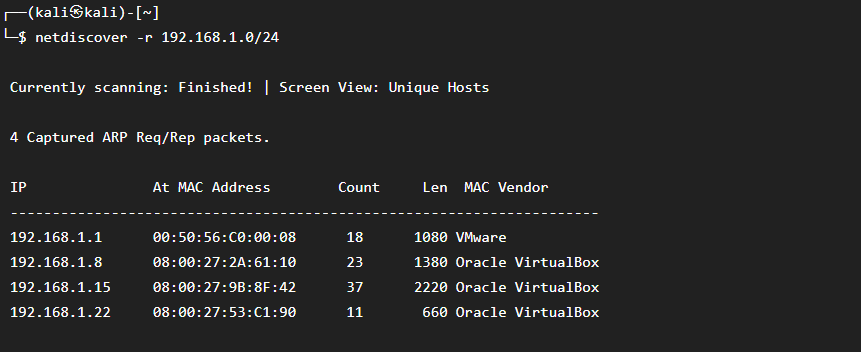 ┌──(kali㉿kali)-[~]
└─$ netdiscover -r 192.168.1.0/24
Currently scanning: Finished! | Screen View: Unique Hosts
4 Captured ARP Req/Rep packets.
IP At MAC Address Count Len MAC Vendor
-----------------------------------------------------------------------
192.168.1.1 00:50:56:C0:00:08 18 1080 VMware
192.168.1.8 08:00:27:2A:61:10 23 1380 Oracle VirtualBox
192.168.1.15 08:00:27:9B:8F:42 37 2220 Oracle VirtualBox
192.168.1.22 08:00:27:53:C1:90 11 660 Oracle VirtualBox